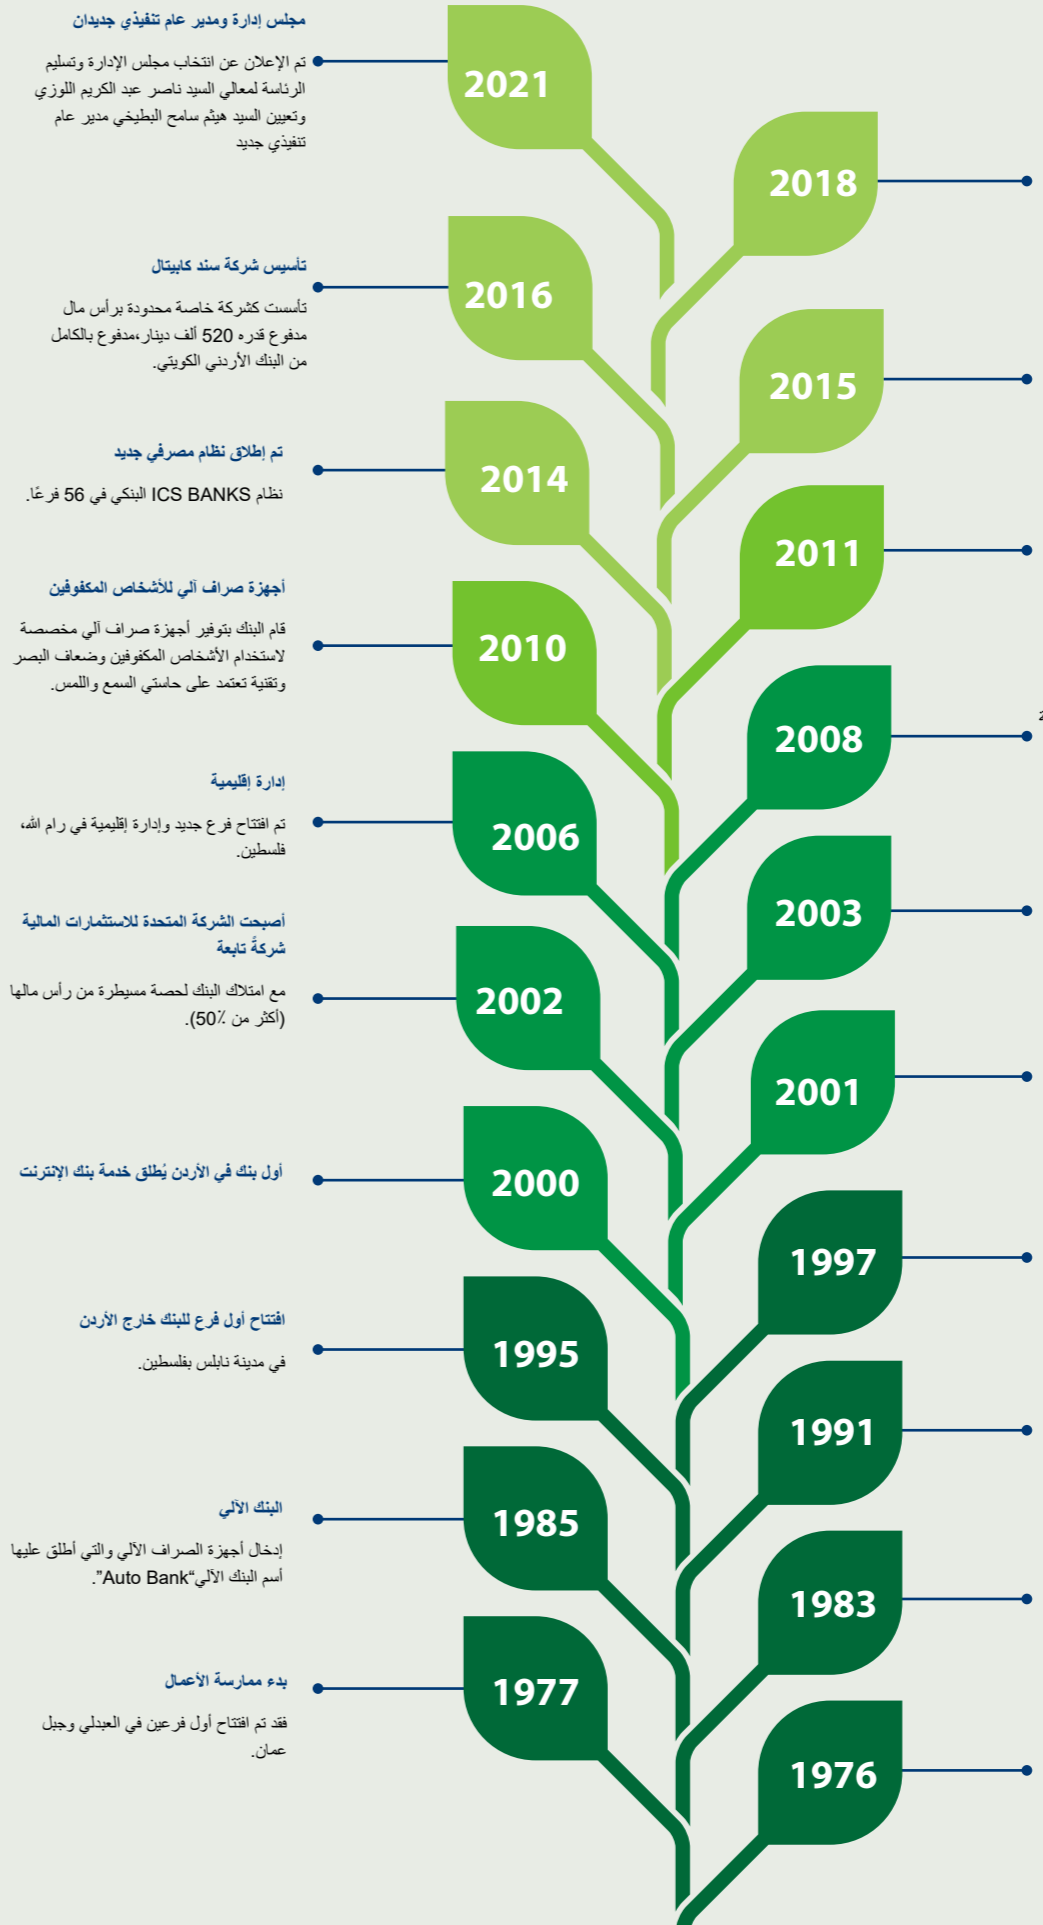 مجلس إدارة ومدير عام تنفيذي جديدان
تم الإعلان عن انتخاب مجلس الإدارة وتسليم
الرئاسة لمعالي السيد ناصر عبد الكريم اللوزي
وتعيين السيد هيثم سامح البطيخي مدير عام
تنفيذي جديد
2021
2018
تأسيس شركة سند كابيتال
تأسست كشركة خاصة محدودة برأس مال
مدفوع قدره 520 ألف دينار،مدفوع بالكامل
من البنك الأردني الكويتي.
2016
2015
تم إطلاق نظام مصرفي جديد
نظام ICS BANKS البنكي في 56 فرعًا.
2014
2011
أجهزة صراف آلي للأشخاص المكفوفين
قام البنك بتوفير أجهزة صراف آلي مخصصة
لاستخدام الأشخاص المكفوفين وضعاف البصر
وتقنية تعتمد على حاستي السمع واللمس.
2010
2008
2
إدارة إقليمية
تم افتتاح فرع جديد وإدارة إقليمية في رام الله،
فلسطين.
2006
2003
أصبحت الشركة المتحدة للاستثمارات المالية
شركةً تابعة
مع امتلاك البنك لحصة مسيطرة من رأس مالها
(أكثر من 50٪).
2002
2001
أول بنك في الأردن يُطلق خدمة بنك الإنترنت
2000
1997
افتتاح أول فرع للبنك خارج الأردن
في مدينة نابلس بفلسطين.
1995
1991
البنك الآلي
إدخال أجهزة الصراف الآلي والتي أطلق عليها
أسم البنك الآلي“Auto Bank”.
1985
1983
بدء ممارسة الأعمال
فقد تم افتتاح أول فرعين في العبدلي وجبل
عمان.
1977
1976